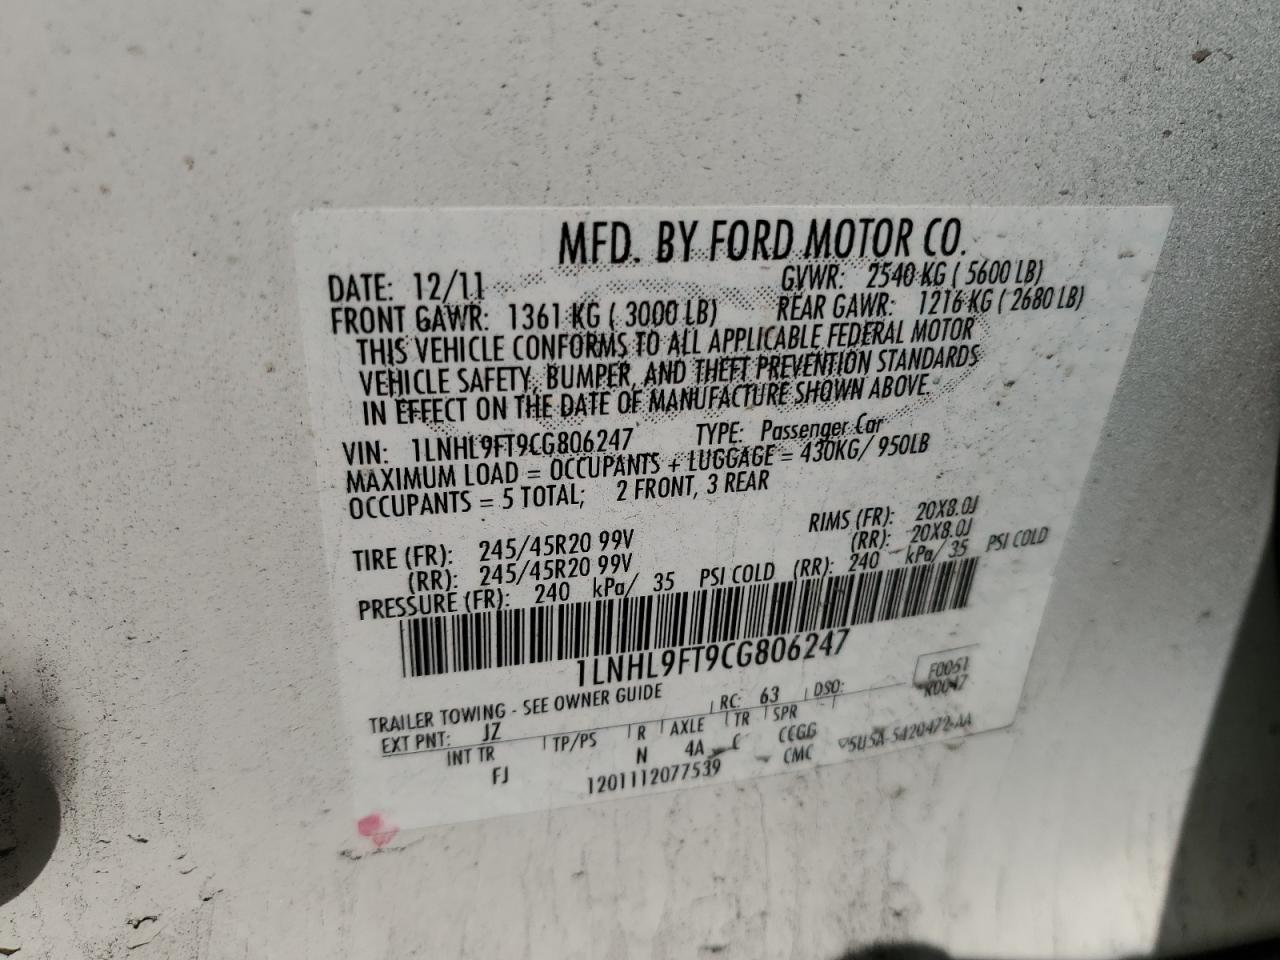 MFD. BY FORD MOTOR CO.
DATE: 12/11 GVWR: 2540 KG ( 5600 LB)
FRONT GAWR: 1361 KG ( 3000 LB) REAR GAWR: 1216 KG ( 2680 LB)
THIS VEHICLE CONFORMS TO ALL APPLICABLE FEDERAL MOTOR
VEHICLE SAFETY, BUMPER, AND THEFT PREVENTION STANDARDS
IN EFFECT ON THE DATE OF MANUFACTURE SHOWN ABOVE.
VIN: 1LNHL9FT9CG806247 TYPE: Passenger Car
MAXIMUM LOAD = OCCUPANTS + LUGGAGE = 430KG/ 950LB
OCCUPANTS = 5 TOTAL; 2 FRONT, 3 REAR
TIRE (FR): 245/45R20 99V RIMS (FR): 20X8.0J
(RR): 245/45R20 99V (RR): 20X8.0J
PRESSURE (FR): 240 kPa/ 35 PSI COLD (RR): 240 kPa/ 35 PSI COLD
1LNHL9FT9CG806247
TRAILER TOWING - SEE OWNER GUIDE
EXT PNT: JZ RC: 63 DSO: F0061
R0047
INT TR TP/PS R AXLE TR SPR
FJ N 4A C CEGG
1201112077539 CMC 5U5A-5420472-AA